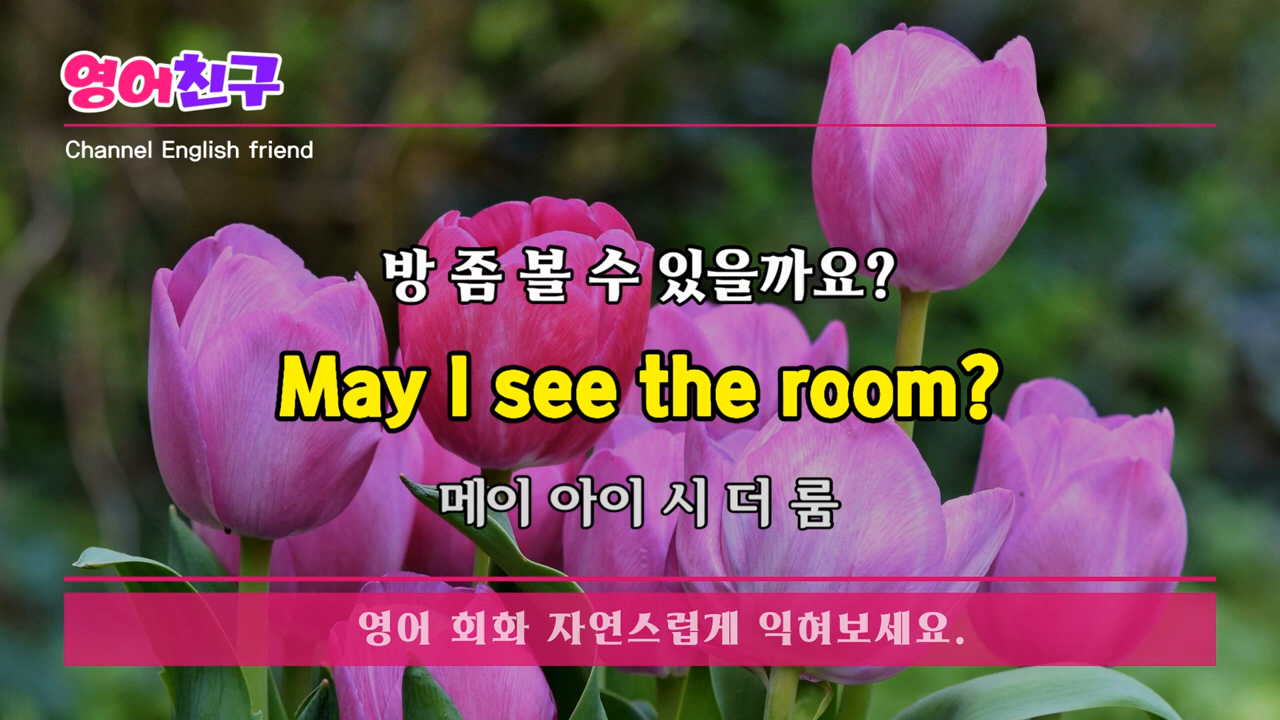 영어친구
Channel English friend
방 좀 볼 수 있을까요?
May I see the room?
메이 아이 시 더 룸
영어 회화 자연스럽게 익혀보세요.